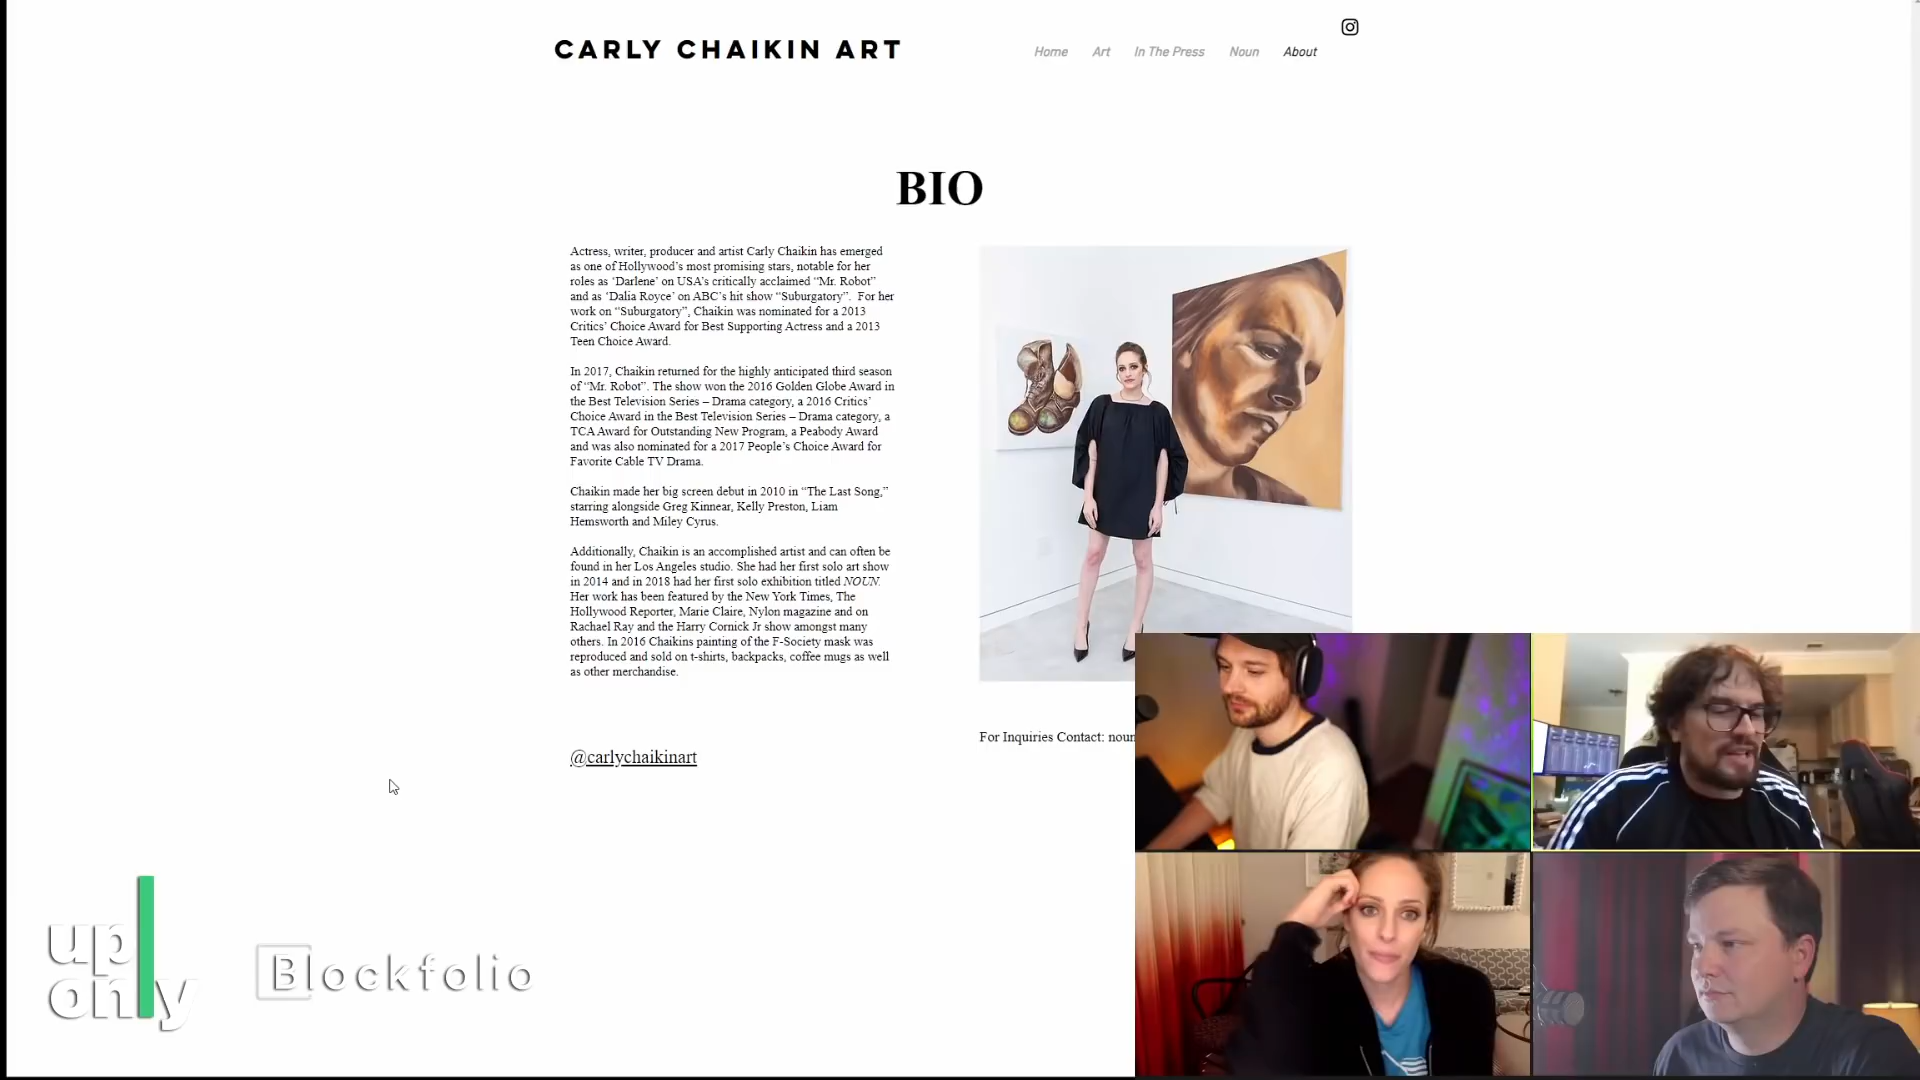 CARLY CHAIKIN ART
Home Art In The Press Noun About
BIO
Actress, writer, producer and artist Carly Chaikin has emerged
as one of Hollywood’s most promising stars, notable for her
roles as ‘Darlene’ on USA’s critically acclaimed “Mr. Robot”
and as ‘Dalia Royce’ on ABC’s hit show “Suburgatory”. For her
work on “Suburgatory”, Chaikin was nominated for a 2013
Critics’ Choice Award for Best Supporting Actress and a 2013
Teen Choice Award.
In 2017, Chaikin returned for the highly anticipated third season
of “Mr. Robot”. The show won the 2016 Golden Globe Award in
the Best Television Series – Drama category, a 2016 Critics’
Choice Award in the Best Television Series – Drama category, a
TCA Award for Outstanding New Program, a Peabody Award
and was also nominated for a 2017 People’s Choice Award for
Favorite Cable TV Drama.
Chaikin made her big screen debut in 2010 in “The Last Song,”
starring alongside Greg Kinnear, Kelly Preston, Liam
Hemsworth and Miley Cyrus.
Additionally, Chaikin is an accomplished artist and can often be
found in her Los Angeles studio. She had her first solo art show
in 2014 and in 2018 had her first solo exhibition titled NOUN.
Her work has been featured by the New York Times, The
Hollywood Reporter, Marie Claire, Nylon magazine and on
Rachael Ray and the Harry Cornick Jr show amongst many
others. In 2016 Chaikins painting of the F-Society mask was
reproduced and sold on t-shirts, backpacks, coffee mugs as well
as other merchandise.
@carlychaikinart
For Inquiries Contact: noun
up
only
Blockfolio